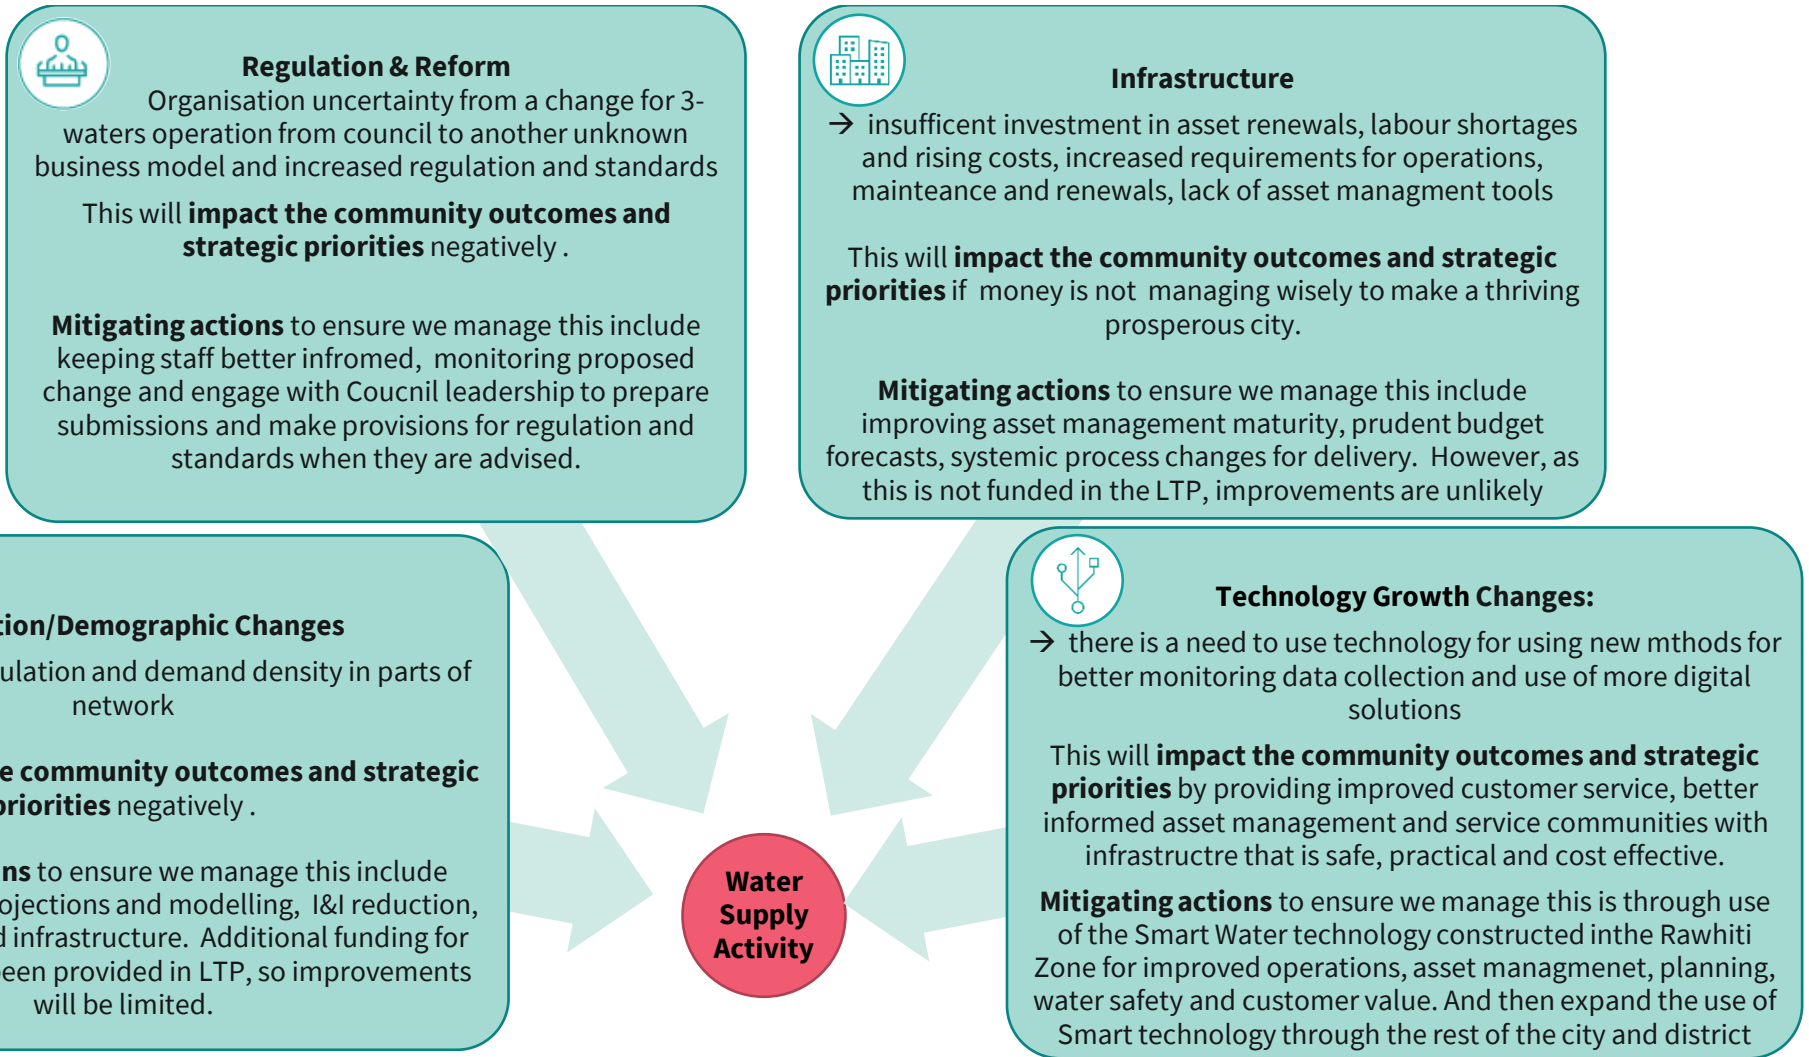 Regulation & Reform
Organisation uncertainty from a change for 3-
waters operation from council to another unknown
business model and increased regulation and standards
This will impact the community outcomes and
strategic priorities negatively .
Mitigating actions to ensure we manage this include
keeping staff better infromed, monitoring proposed
change and engage with Coucnil leadership to prepare
submissions and make provisions for regulation and
standards when they are advised.
Infrastructure
→ insufficent investment in asset renewals, labour shortages
and rising costs, increased requirements for operations,
mainteance and renewals, lack of asset managment tools
This will impact the community outcomes and strategic
priorities if money is not managing wisely to make a thriving
prosperous city.
Mitigating actions to ensure we manage this include
improving asset management maturity, prudent budget
forecasts, systemic process changes for delivery. However, as
this is not funded in the LTP, improvements are unlikely
tion/Demographic Changes
ulation and demand density in parts of
network
e community outcomes and strategic
priorities negatively .
ns to ensure we manage this include
ojections and modelling, I&I reduction,
d infrastructure. Additional funding for
been provided in LTP, so improvements
will be limited.
Water
Supply
Activity
Technology Growth Changes:
→ there is a need to use technology for using new mthods for
better monitoring data collection and use of more digital
solutions
This will impact the community outcomes and strategic
priorities by providing improved customer service, better
informed asset management and service communities with
infrastructre that is safe, practical and cost effective.
Mitigating actions to ensure we manage this is through use
of the Smart Water technology constructed inthe Rawhiti
Zone for improved operations, asset managmenet, planning,
water safety and customer value. And then expand the use of
Smart technology through the rest of the city and district